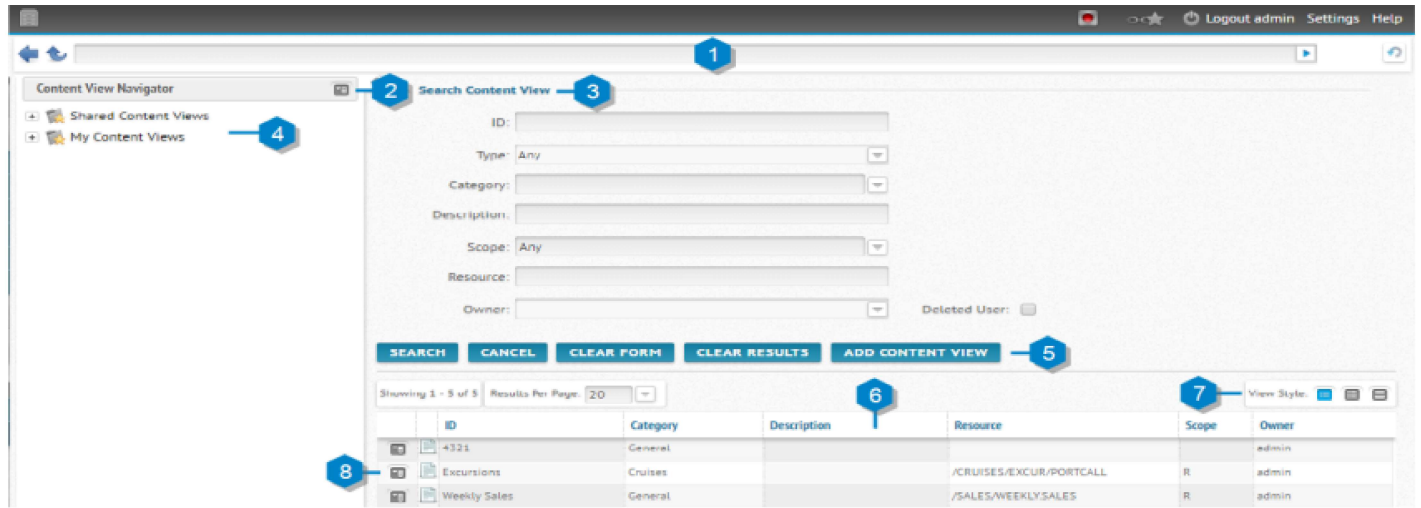 Logout admin Settings Help
1
Content View Navigator
2
Search Content View
3
Shared Content Views
My Content Views
4
ID:
Type: Any
Category:
Description:
Scope: Any
Resource:
Owner:
Deleted User:
SEARCH CANCEL CLEAR FORM CLEAR RESULTS ADD CONTENT VIEW
5
Showing 1 - 5 of 5 Results Per Page: 20
6
7
View Style:
ID Category Description Resource Scope Owner
4321 General admin
8
Excursions Cruises /CRUISES/EXCUR/PORTCALL R admin
Weekly Sales General /SALES/WEEKLY.SALES R admin